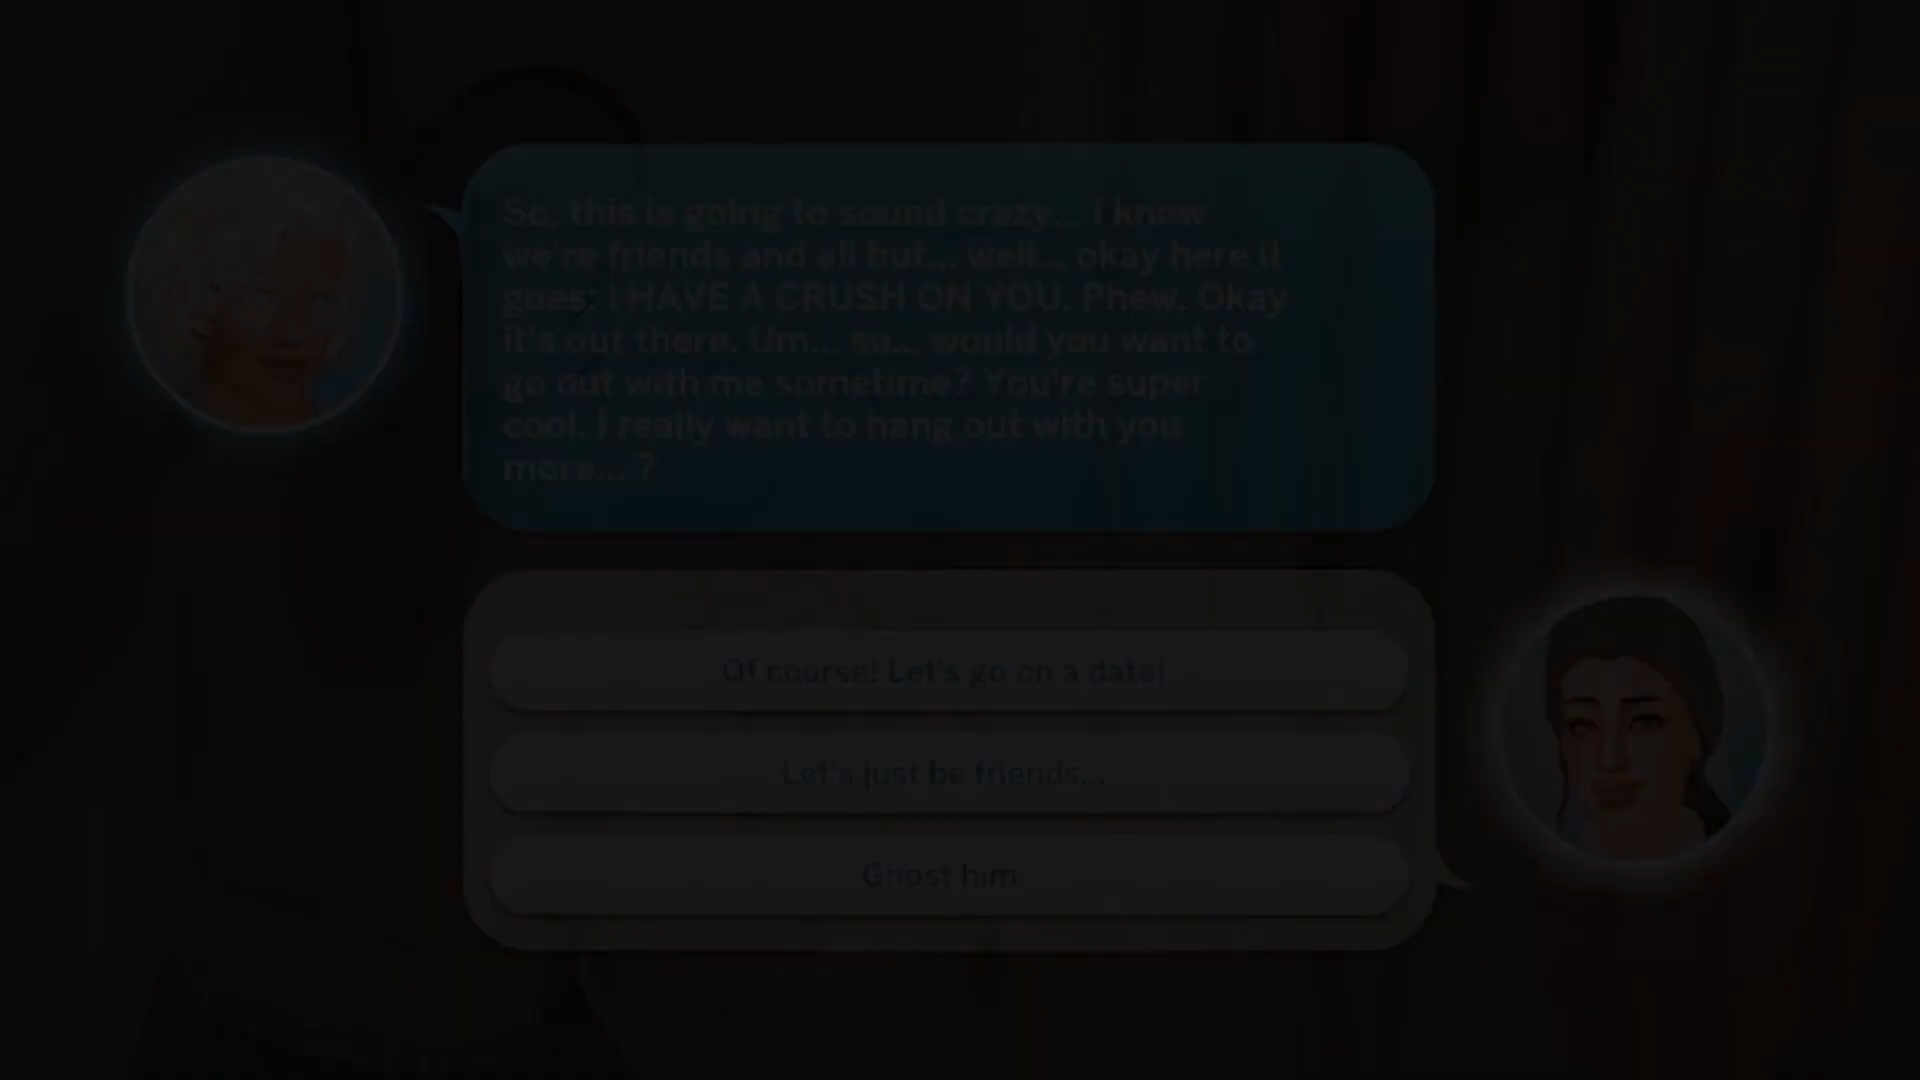 So, this is going to sound crazy... I know
we're friends and all but... well... okay here it
goes: I HAVE A CRUSH ON YOU. Phew. Okay
it's out there. Um... so... would you want to
go out with me sometime? You're super
cool. I really want to hang out with you
more... ?
Of course! Let's go on a date!
Let's just be friends...
Ghost him